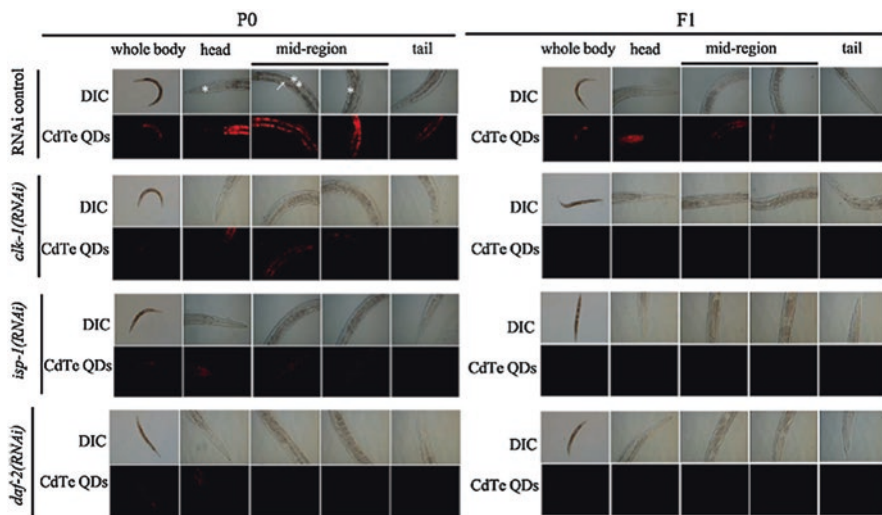 P0 F1
whole body head mid-region tail whole body head mid-region tail
RNAi control DIC DIC
CdTe QDs CdTe QDs
clk-1(RNAi) DIC DIC
CdTe QDs CdTe QDs
isp-1(RNAi) DIC DIC
CdTe QDs CdTe QDs
daf-2(RNAi) DIC DIC
CdTe QDs CdTe QDs